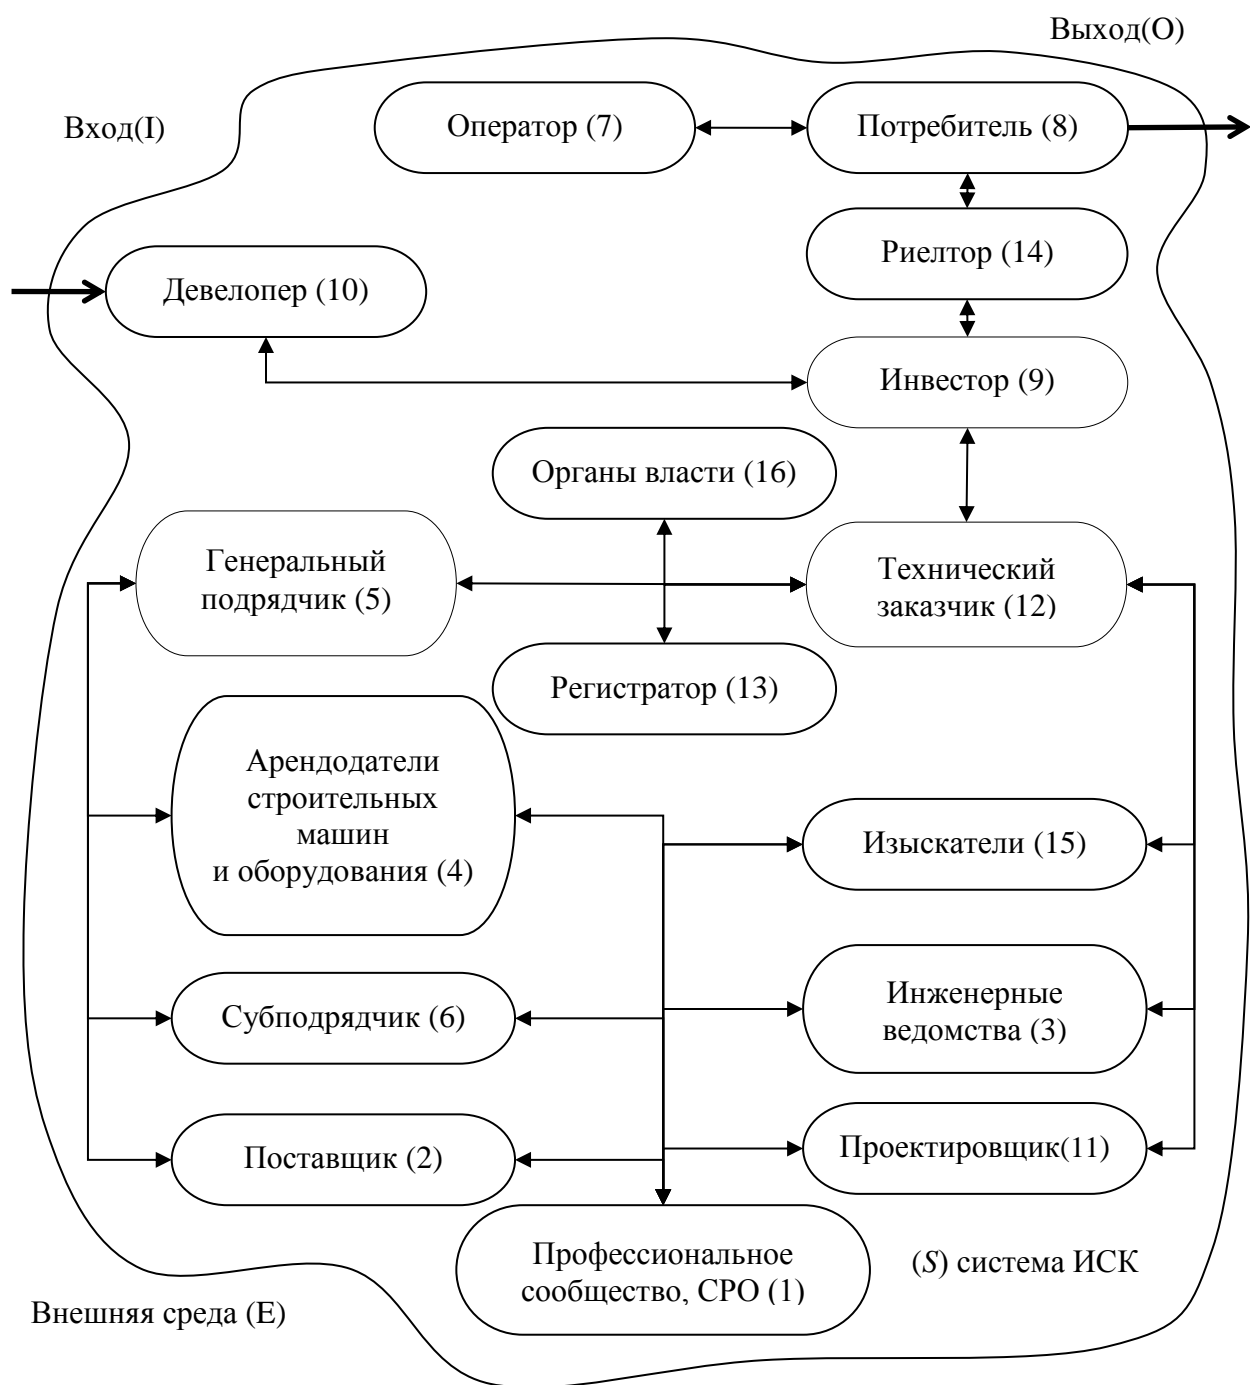 Выход(О)
Вход(I)
Оператор (7)
Потребитель (8)
Риелтор (14)
Девелопер (10)
Инвестор (9)
Органы власти (16)
Генеральный
подрядчик (5)
Технический
заказчик (12)
Регистратор (13)
Арендодатели
строительных
машин
и оборудования (4)
Изыскатели (15)
Субподрядчик (6)
Инженерные
ведомства (3)
Поставщик (2)
Проектировщик(11)
Профессиональное
сообщество, СРО (1)
(S) система ИСК
Внешняя среда (Е)